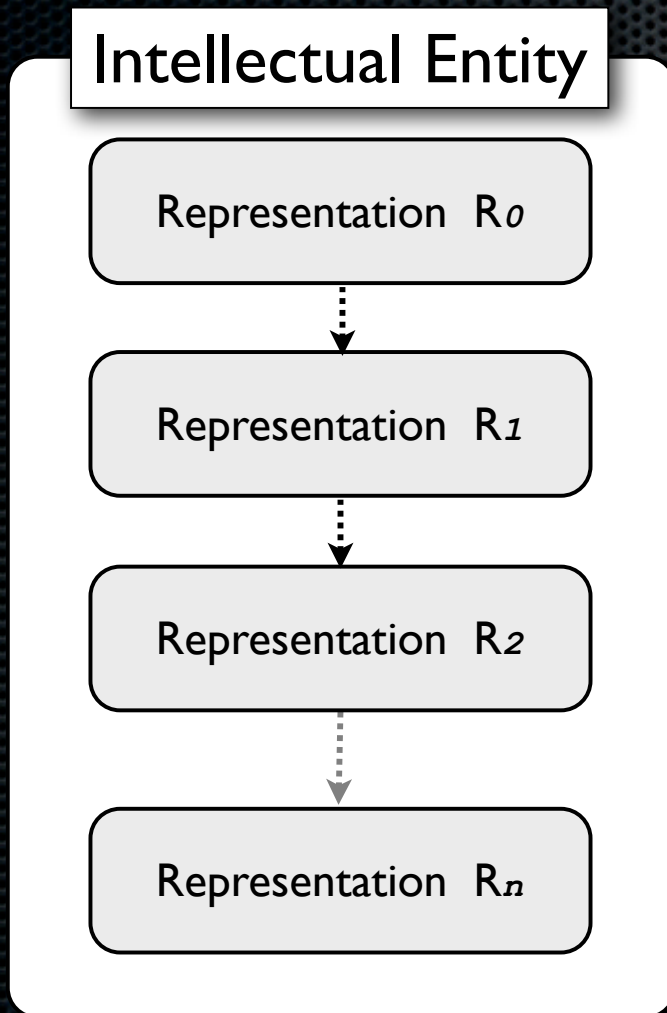 Intellectual Entity
Representation R0
Representation R1
Representation R2
Representation Rn